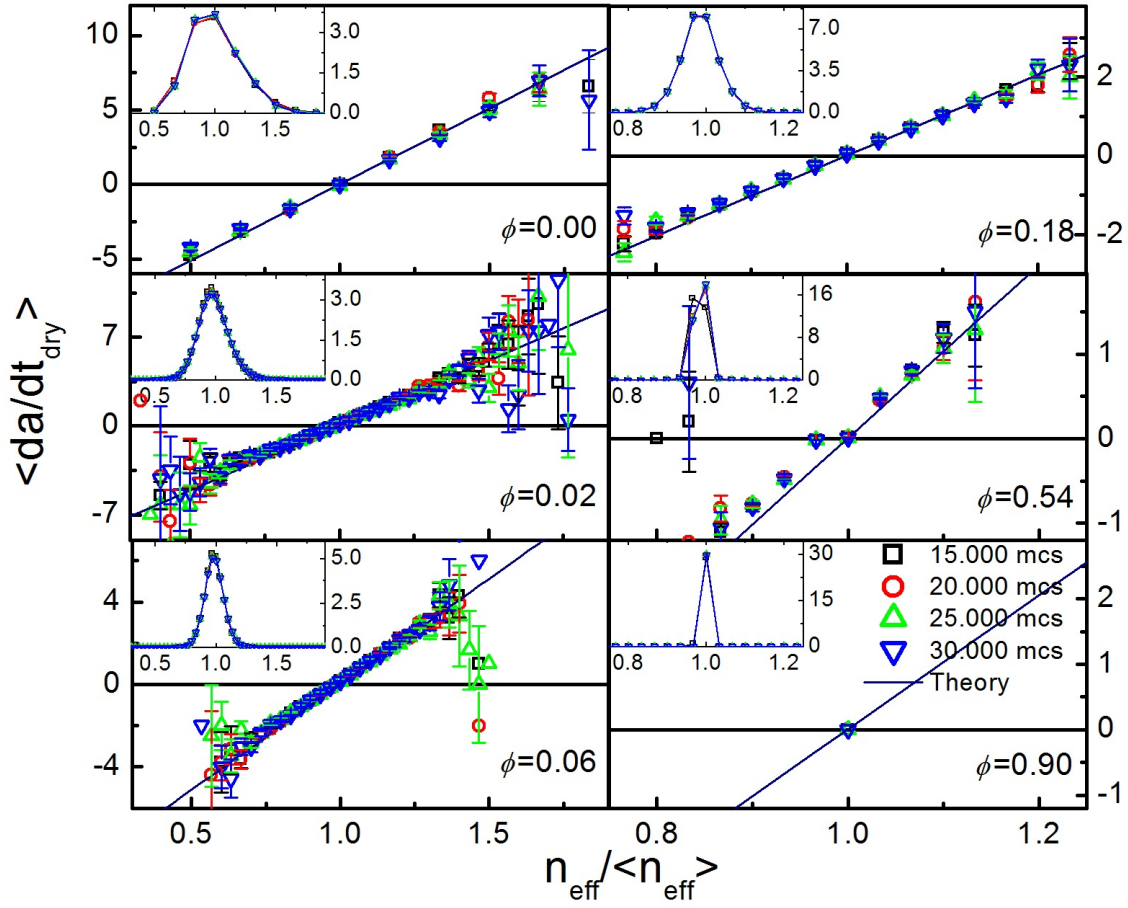 <da/dt_dry>
10
5
0
-5
3.0
1.5
0.0
0.5 1.0 1.5
ϕ=0.00
7.0
3.5
0.0
0.8 1.0 1.2
ϕ=0.18
2
0
-2
7
0
-7
3.0
1.5
0.0
0.5 1.0 1.5
ϕ=0.02
16
8
0
0.8 1.0 1.2
ϕ=0.54
1
0
-1
4
0
-4
5.0
2.5
0.0
0.5 1.0 1.5
ϕ=0.06
30
15
0
0.8 1.0 1.2
15.000 mcs
20.000 mcs
25.000 mcs
30.000 mcs
Theory
ϕ=0.90
2
1
0
-1
0.5 1.0 1.5
0.8 1.0 1.2
n_eff/<n_eff>